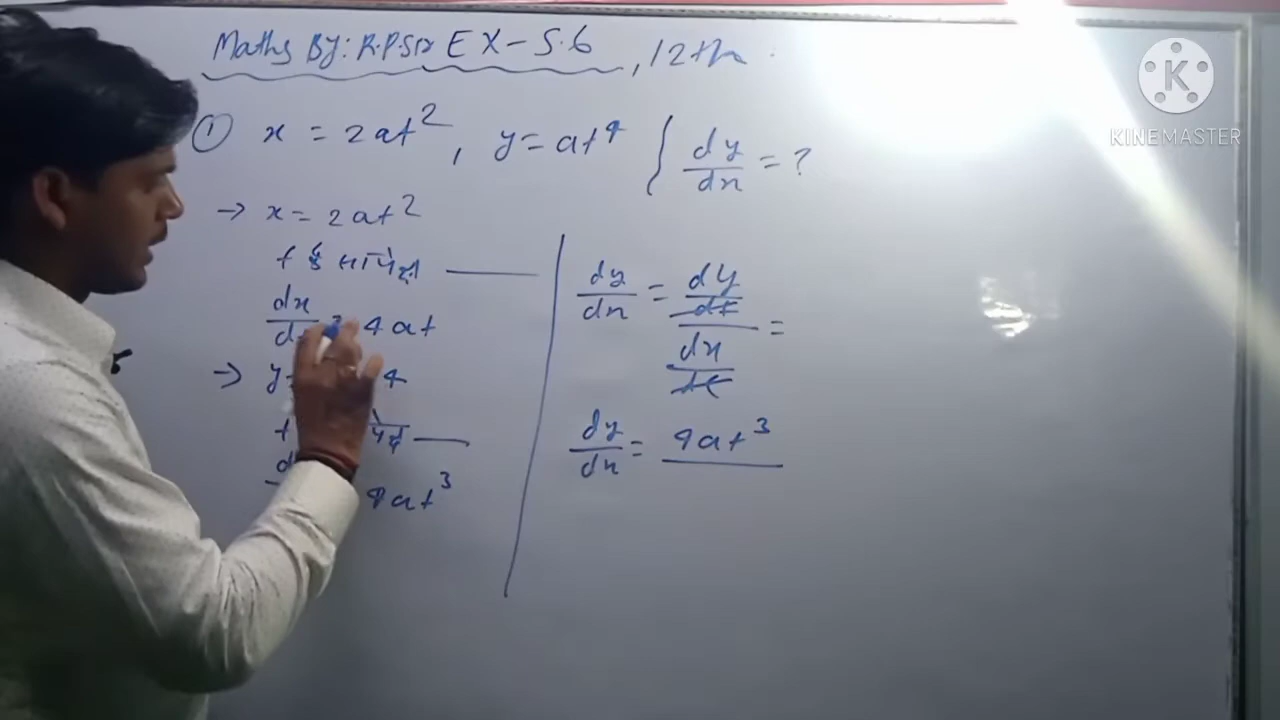 Maths By: R.P Sir EX-5.6, 12th
① x = 2at², y = at⁴ { dy/dx = ?
→ x = 2at²
t के सापेक्ष
dx/d = 4at
→ y 4
t
d 4at³
dy/dx = dy/dt / dx/dt =
dy/dx = 4at³
KINEMASTER